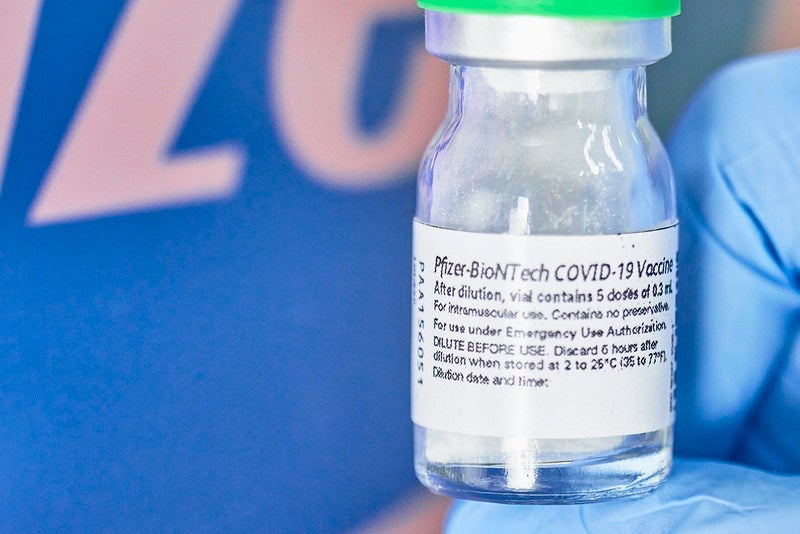 Pfizer-BioNTech COVID-19 Vaccine
After dilution, vial contains 5 doses of 0.3 mL
For intramuscular use. Contains no preservative.
For use under Emergency Use Authorization.
DILUTE BEFORE USE. Discard 6 hours after
dilution when stored at 2 to 25°C (35 to 77°F).
Dilution date and time:
PAA156051